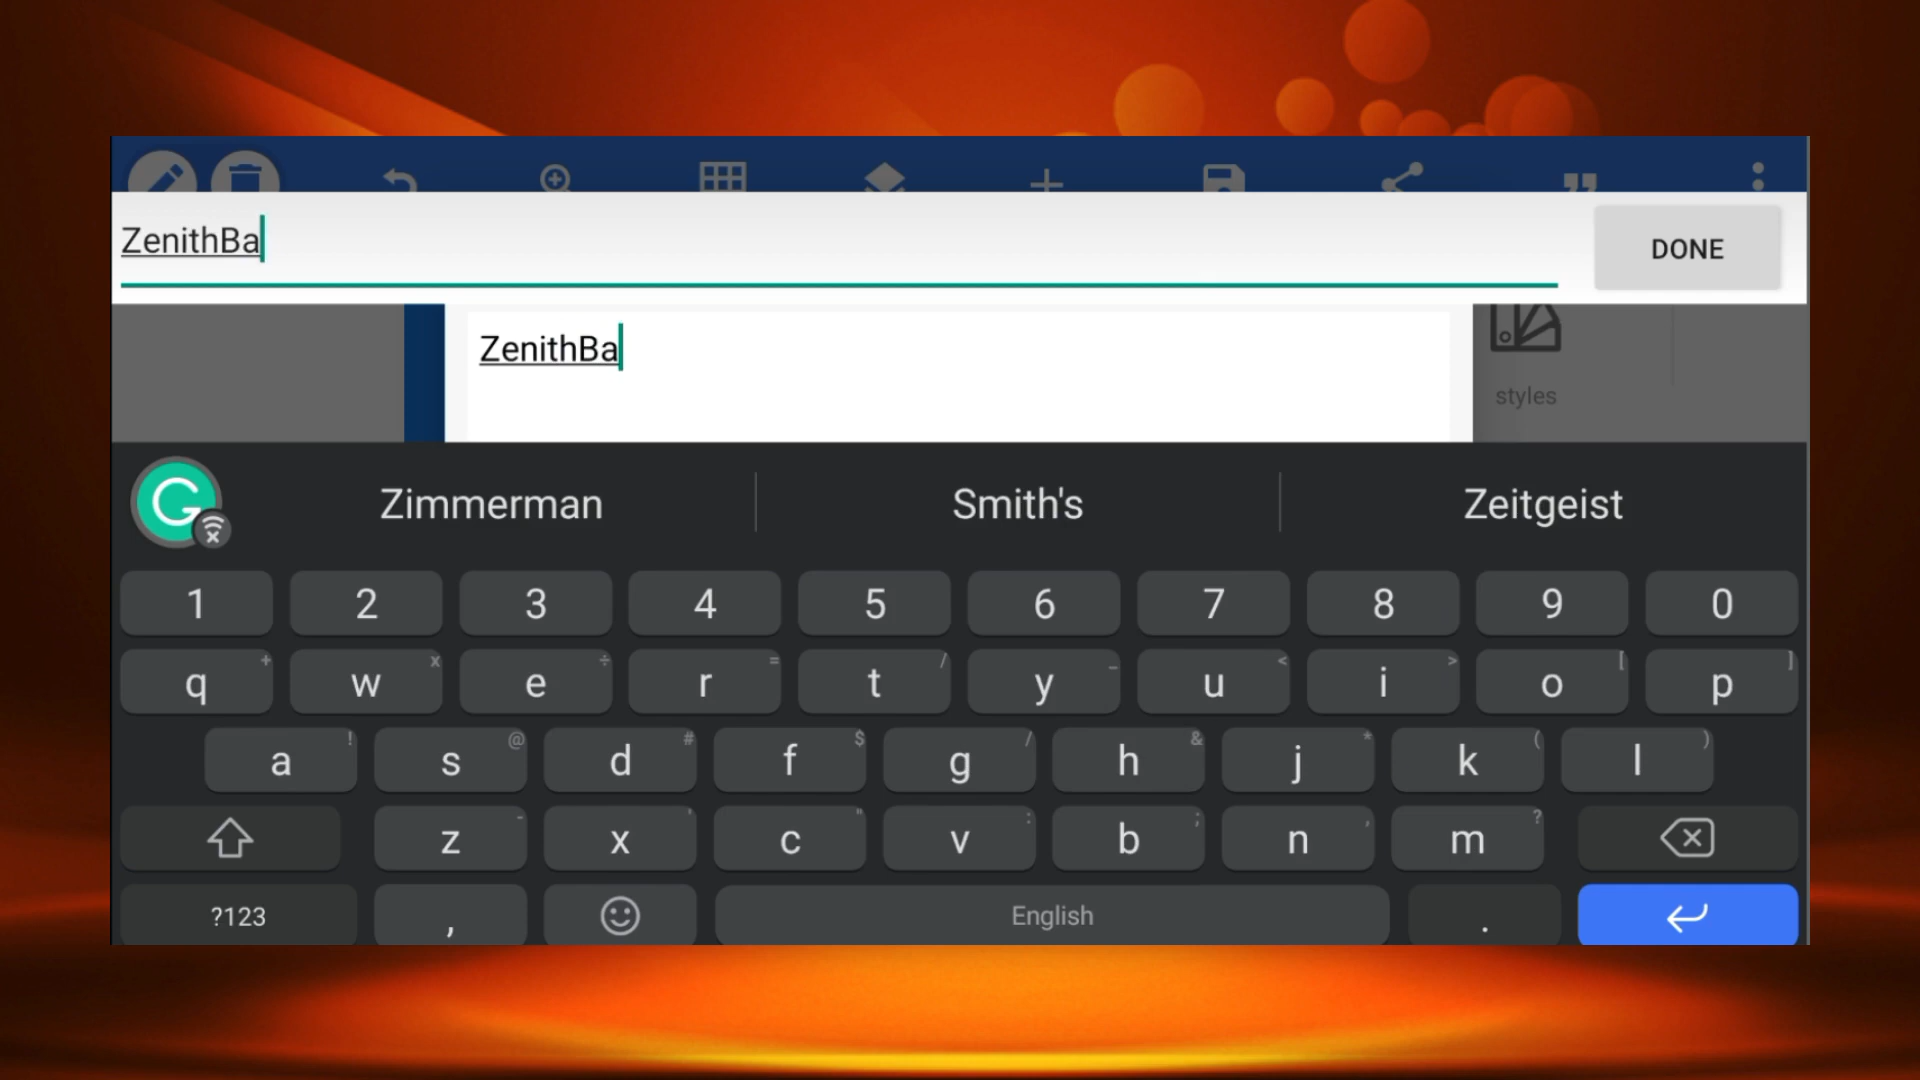 ZenithBa
DONE
ZenithBa
styles
Zimmerman Smith's Zeitgeist
1 2 3 4 5 6 7 8 9 0
+ x ÷ = / _ < > [ ]
q w e r t y u i o p
! @ # $ / & * ( )
a s d f g h j k l
- ' " : ; , ?
z x c v b n m
?123 , English .